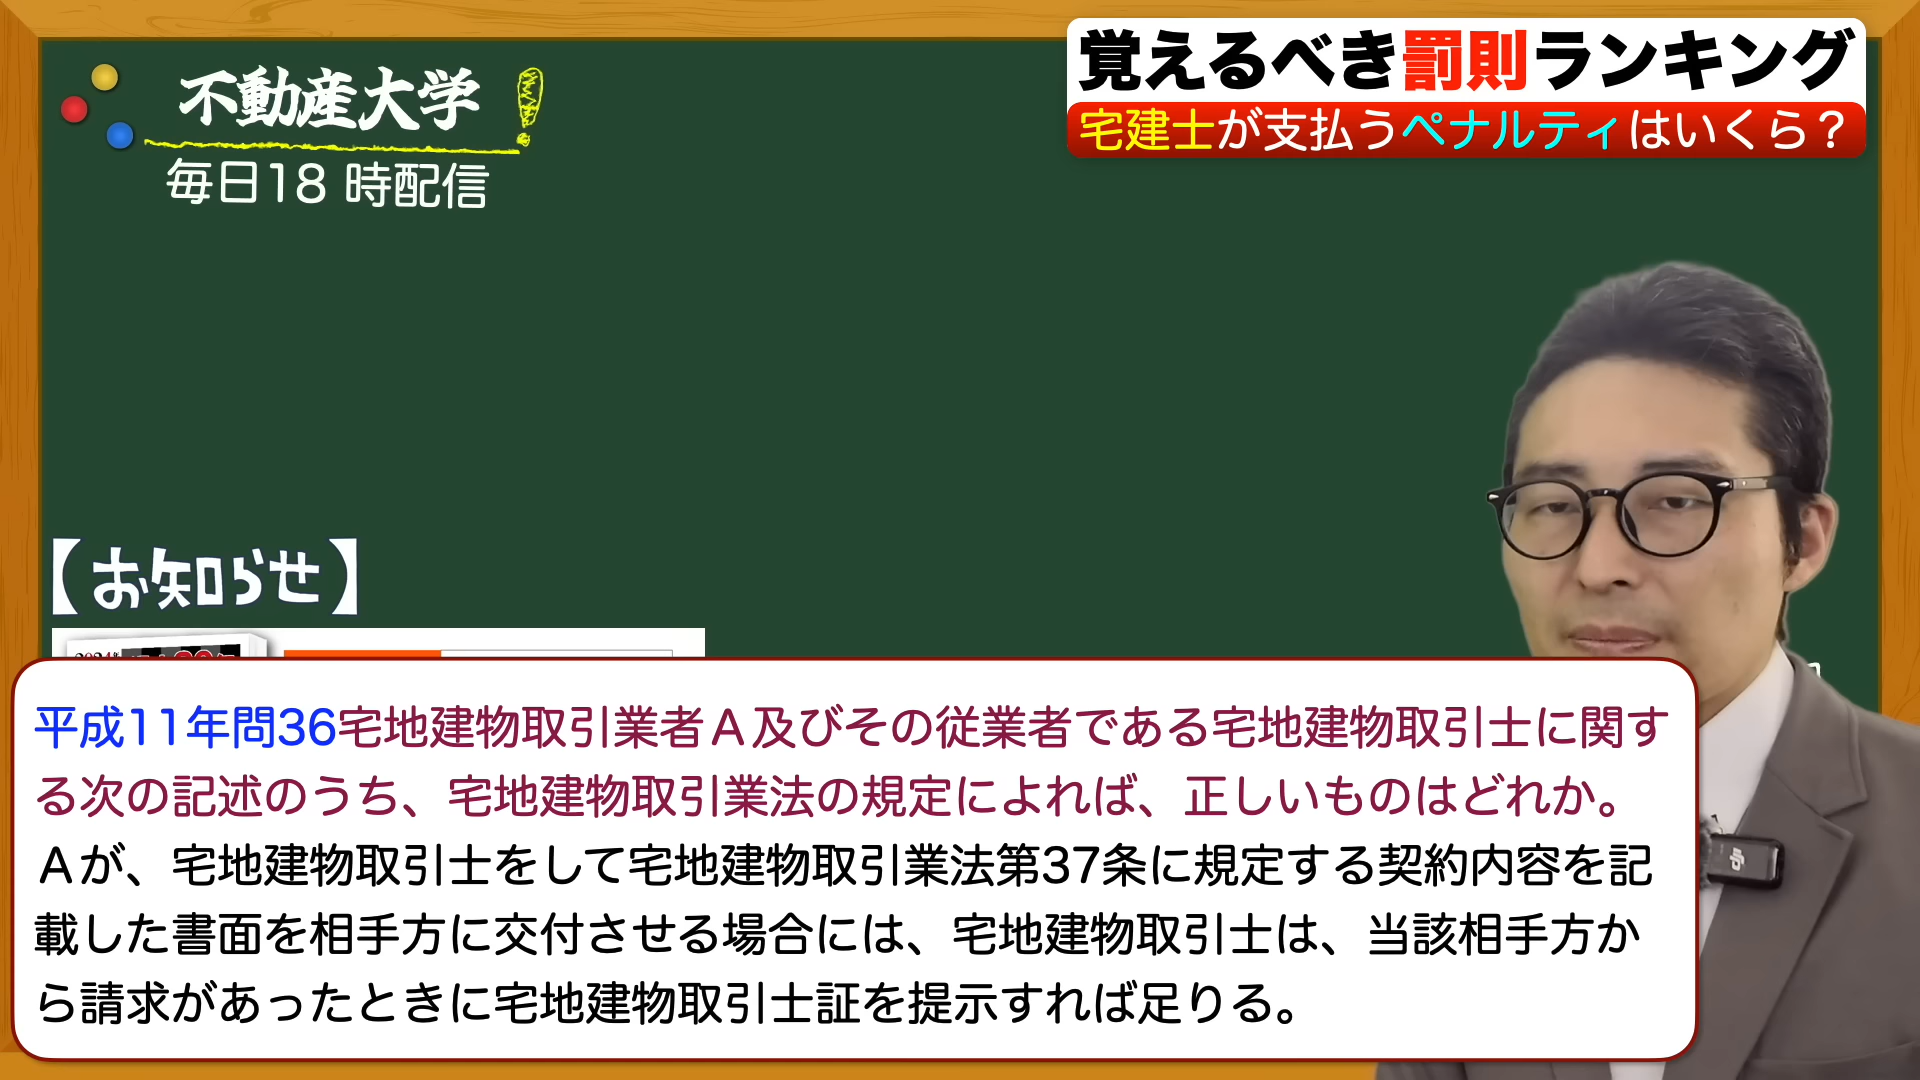 不動産大学!
毎日18時配信
覚えるべき罰則ランキング
宅建士が支払うペナルティはいくら？
【お知らせ】
平成11年問36宅地建物取引業者Ａ及びその従業者である宅地建物取引士に関す
る次の記述のうち、宅地建物取引業法の規定によれば、正しいものはどれか。
Ａが、宅地建物取引士をして宅地建物取引業法第37条に規定する契約内容を記
載した書面を相手方に交付させる場合には、宅地建物取引士は、当該相手方か
ら請求があったときに宅地建物取引士証を提示すれば足りる。
dji